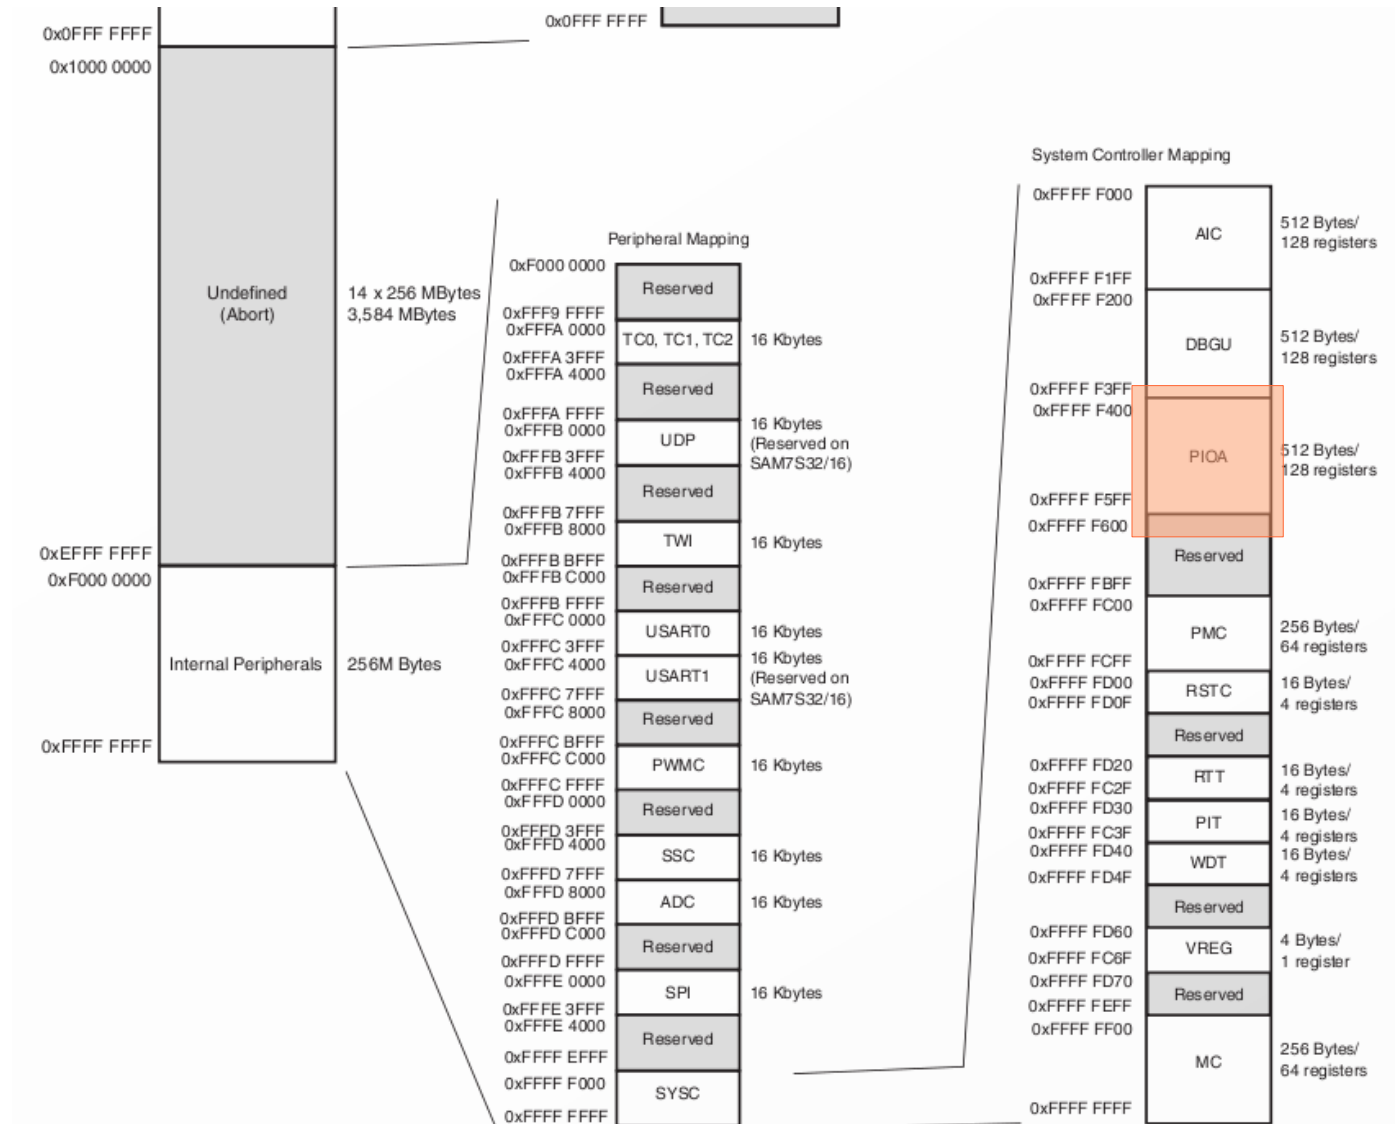 0x0FFF FFFF
0x1000 0000
Undefined
(Abort)
14 x 256 MBytes
3,584 MBytes
0xEFFF FFFF
0xF000 0000
Internal Peripherals
256M Bytes
0xFFFF FFFF
0x0FFF FFFF
Peripheral Mapping
0xF000 0000
Reserved
0xFFF9 FFFF
0xFFFA 0000
TC0, TC1, TC2
16 Kbytes
0xFFFA 3FFF
0xFFFA 4000
Reserved
0xFFFA FFFF
0xFFFB 0000
UDP
16 Kbytes
(Reserved on
SAM7S32/16)
0xFFFB 3FFF
0xFFFB 4000
Reserved
0xFFFB 7FFF
0xFFFB 8000
TWI
16 Kbytes
0xFFFB BFFF
0xFFFB C000
Reserved
0xFFFB FFFF
0xFFFC 0000
USART0
16 Kbytes
0xFFFC 3FFF
0xFFFC 4000
USART1
16 Kbytes
(Reserved on
SAM7S32/16)
0xFFFC 7FFF
0xFFFC 8000
Reserved
0xFFFC BFFF
0xFFFC C000
PWMC
16 Kbytes
0xFFFC FFFF
0xFFFD 0000
Reserved
0xFFFD 3FFF
0xFFFD 4000
SSC
16 Kbytes
0xFFFD 7FFF
0xFFFD 8000
ADC
16 Kbytes
0xFFFD BFFF
0xFFFD C000
Reserved
0xFFFD FFFF
0xFFFE 0000
SPI
16 Kbytes
0xFFFE 3FFF
0xFFFE 4000
Reserved
0xFFFF EFFF
0xFFFF F000
SYSC
0xFFFF FFFF
System Controller Mapping
0xFFFF F000
AIC
512 Bytes/
128 registers
0xFFFF F1FF
0xFFFF F200
DBGU
512 Bytes/
128 registers
0xFFFF F3FF
0xFFFF F400
PIOA
512 Bytes/
128 registers
0xFFFF F5FF
0xFFFF F600
Reserved
0xFFFF FBFF
0xFFFF FC00
PMC
256 Bytes/
64 registers
0xFFFF FCFF
0xFFFF FD00
RSTC
16 Bytes/
4 registers
0xFFFF FD0F
Reserved
0xFFFF FD20
RTT
16 Bytes/
4 registers
0xFFFF FC2F
0xFFFF FD30
PIT
16 Bytes/
4 registers
0xFFFF FC3F
0xFFFF FD40
WDT
16 Bytes/
4 registers
0xFFFF FD4F
Reserved
0xFFFF FD60
VREG
4 Bytes/
1 register
0xFFFF FC6F
0xFFFF FD70
Reserved
0xFFFF FEFF
0xFFFF FF00
MC
256 Bytes/
64 registers
0xFFFF FFFF